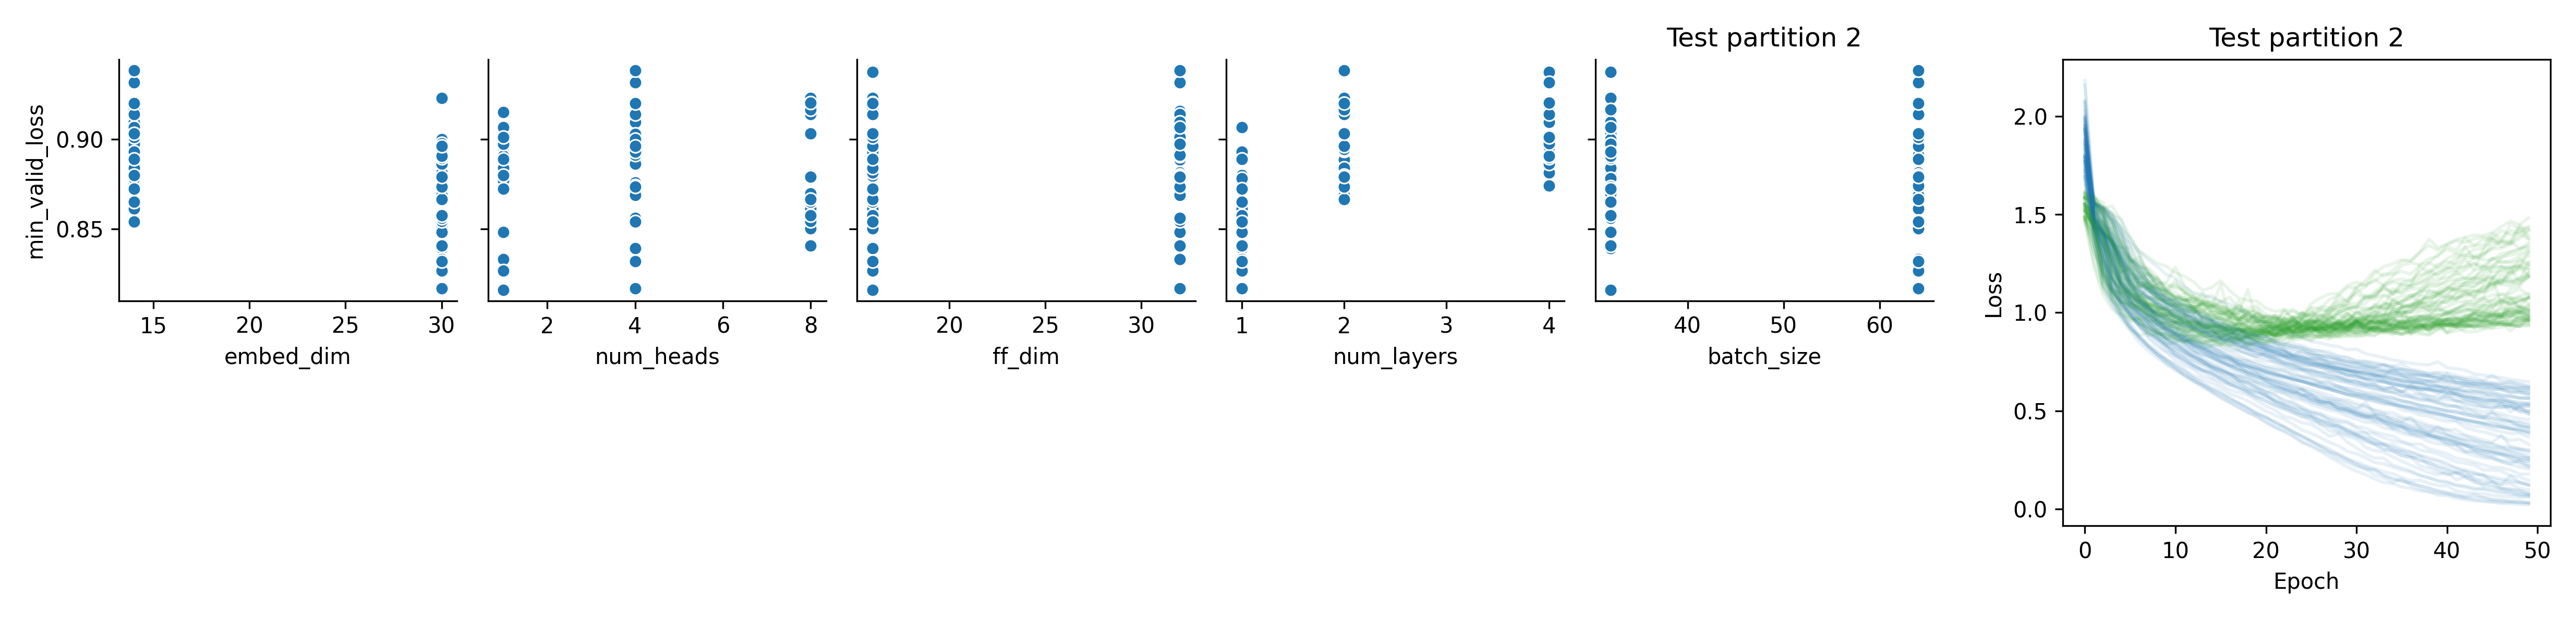 Test partition 2
Test partition 2
min_valid_loss
0.90
0.85
15 20 25 30
embed_dim
2 4 6 8
num_heads
20 25 30
ff_dim
1 2 3 4
num_layers
40 50 60
batch_size
Loss
2.0
1.5
1.0
0.5
0.0
0 10 20 30 40 50
Epoch